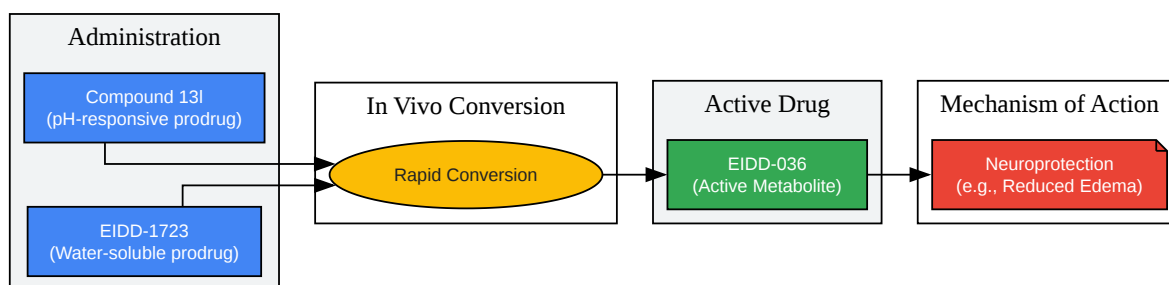 Administration
Compound 13l
(pH-responsive prodrug)
EIDD-1723
(Water-soluble prodrug)
In Vivo Conversion
Rapid Conversion
Active Drug
EIDD-036
(Active Metabolite)
Mechanism of Action
Neuroprotection
(e.g., Reduced Edema)